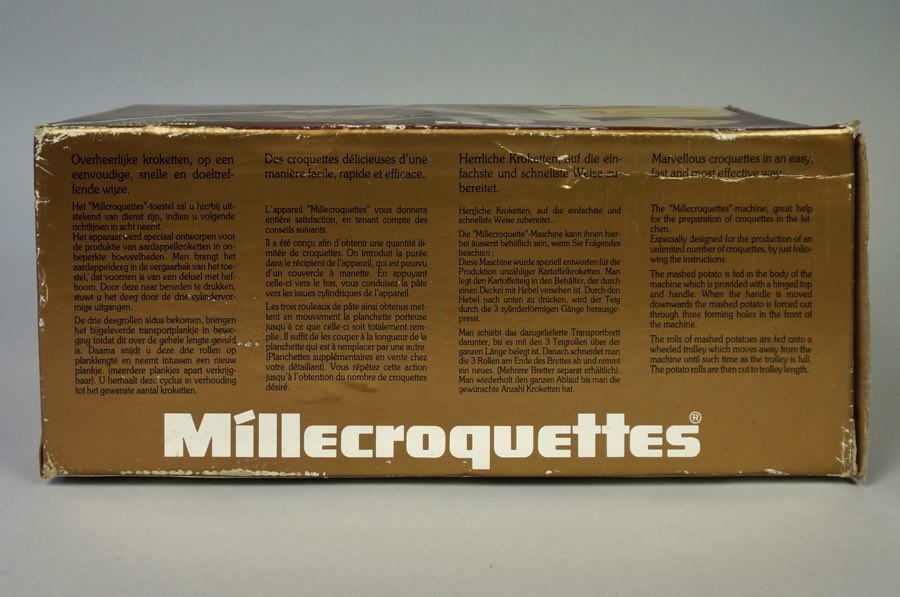 Overheerlijke kroketten, op een
eenvoudige, snelle en doeltref-
fende wijze.
Het "Millcroquettes"-toestel zal u hierbij uit-
stekend van dienst zijn, indien u volgende
richtlijnen in acht neemt.
Het apparaat werd speciaal ontworpen voor
de produktie van aardappelkroketten in on-
beperkte hoeveelheden. Men brengt het
aardappeldeeg in de vergaarbak van het toe-
stel, dat voorzien is van een deksel met hef-
boom. Door deze naar beneden te drukken,
stuwt u het deeg door de drie cylindervor-
mige uitgangen.
De drie deegrollen aldus bekomen, brengen
het bijgeleverde transportplankje in bewe-
ging totdat dit over de gehele lengte gevuld
is. Daarna snijdt u deze drie rollen op
planklengte en neemt intussen een nieuw
plankje. (meerdere plankjes apart verkrijg-
baar). U herhaalt deze cyclus in verhouding
tot het gewenste aantal kroketten.
Des croquettes délicieuses d'une
manière facile, rapide et efficace.
L'appareil "Millecroquettes" vous donnera
entière satisfaction, en tenant compte des
conseils suivants.
Il a été conçu afin d'obtenir une quantité illi-
mitée de croquettes. On introduit la purée
dans le récipient de l'appareil, qui est pourvu
d'un couvercle à manette. En appuyant
celle-ci vers le bas, vous conduisez la pâte
vers les issues cylindriques de l'appareil.
Les trois rouleaux de pâte ainsi obtenus met-
tent en mouvement la planchette porteuse
jusqu'à ce que celle-ci soit totalement rem-
plie. Il suffit de les couper à la longueur de la
planchette qui est à remplacer par une autre.
(Planchettes supplémentaires en vente chez
votre détaillant). Vous répétez cette action
jusqu'à l'obtention du nombre de croquettes
désiré.
Herrliche Kroketten, auf die ein-
fachste und schnellste Weise zu-
bereitet.
Herrliche Kroketten, auf die einfachste und
schnellste Weise zubereitet...
Die "Millecroquette"-Maschine kann ihnen hier-
bei äusserst behilflich sein, wenn Sie Folgendes
beachten :
Diese Maschine wurde speziell entworfen für die
Produktion unzähliger Kartoffelkroketten. Man
legt den Kartoffelteig in den Behälter, der durch
einen Deckel mit Hebel versehen ist. Durch den
Hebel nach unten zu drücken, wird der Teig
durch die 3 zylinderförmigen Gänge herausge-
presst.
Man schiebt das dazugelieferte Transportbrett
darunter, bis es mit den 3 Teigrollen über der
ganzen Länge belegt ist. Danach schneidet man
die 3 Rollen am Ende des Brettes ab und nimmt
ein neues. (Mehrere Bretter separat erhältlich).
Man wiederholt den ganzen Ablauf bis man die
gewünschte Anzahl Kroketten hat.
Marvellous croquettes in an easy,
fast and most effective way
The "Millecroquettes"-machine, great help
for the preparation of croquettes in the kit-
chen.
Especially designed for the production of an
unlimited number of croquettes, by just follo-
wing the instructions.
The mashed potato is fed in the body of the
machine which is provided with a hinged top
and handle. When the handle is moved
downwards the mashed potato is forced out
through three forming holes in the front of
the machine.
The rolls of mashed potatoes are fed onto a
wheeled trolley which moves away from the
machine until such time as the trolley is full.
The potato rolls are then cut to trolley length.
Millecroquettes®